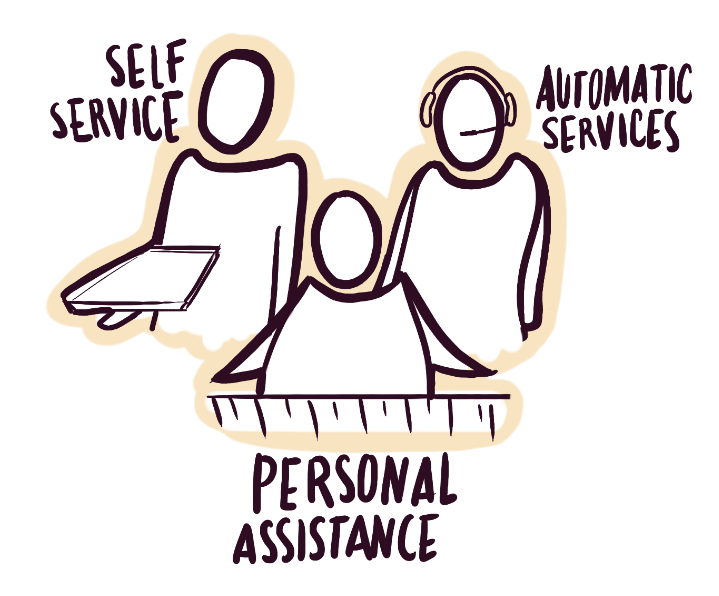 SELF
SERVICE
AUTOMATIC
SERVICES
PERSONAL
ASSISTANCE